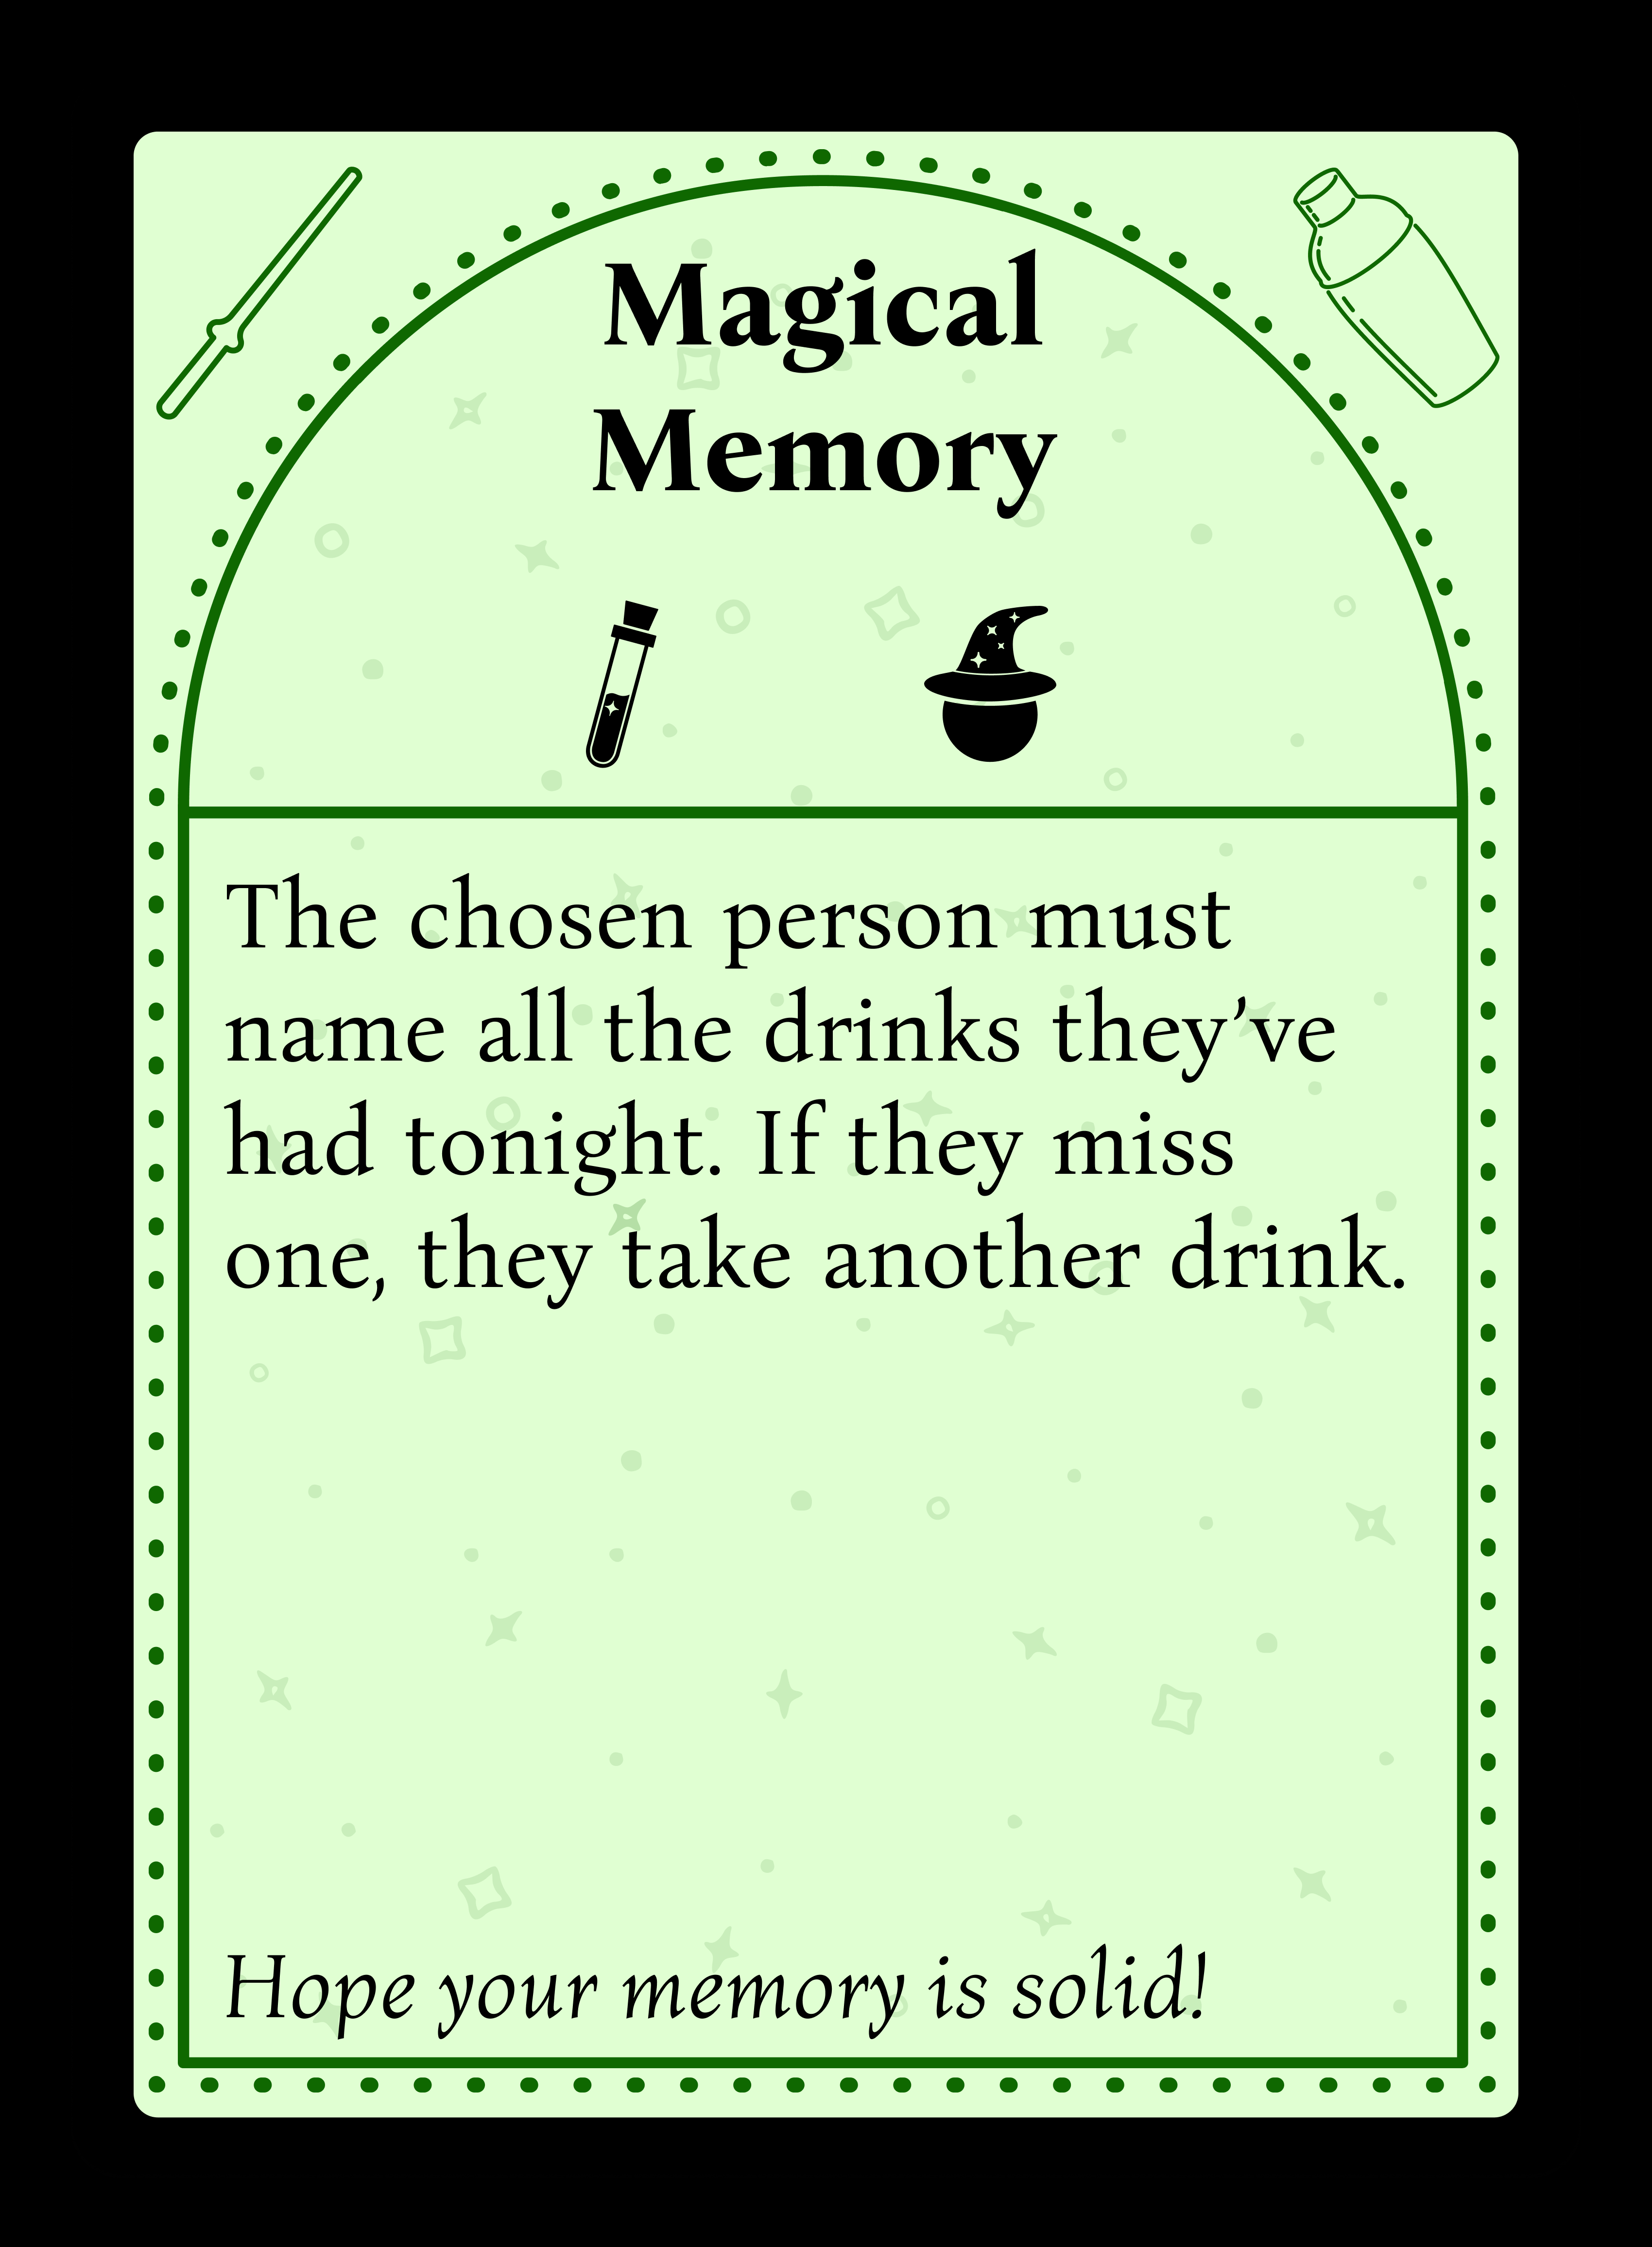 Magical
Memory
The chosen person must
name all the drinks they’ve
had tonight. If they miss
one, they take another drink.
Hope your memory is solid!